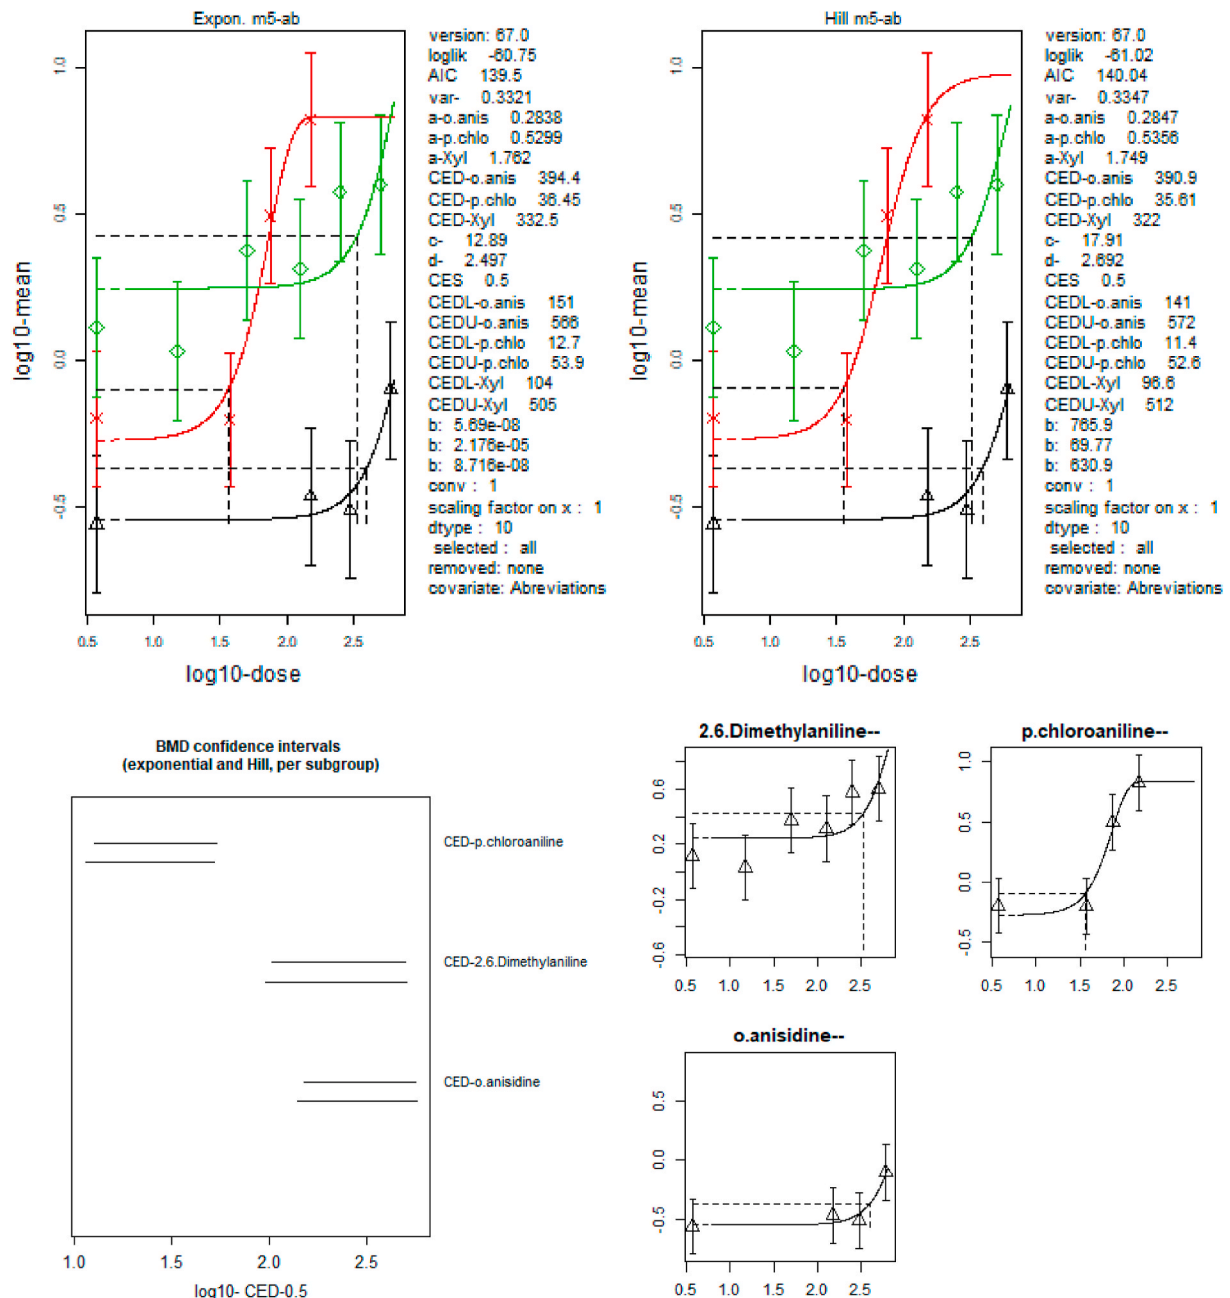 Expon. m5-ab
version: 67.0
loglik -60.75
AIC 139.5
var- 0.3321
a-o.anis 0.2838
a-p.chlo 0.5299
a-Xyl 1.762
CED-o.anis 394.4
CED-p.chlo 36.45
CED-Xyl 332.5
c- 12.89
d- 2.497
CES 0.5
CEDL-o.anis 151
CEDU-o.anis 566
CEDL-p.chlo 12.7
CEDU-p.chlo 53.9
CEDL-Xyl 104
CEDU-Xyl 505
b: 5.69e-08
b: 2.176e-05
b: 8.716e-08
conv : 1
scaling factor on x : 1
dtype : 10
selected : all
removed: none
covariate: Abreviations
log10-mean
1.0
0.5
0.0
-0.5
0.5 1.0 1.5 2.0 2.5
log10-dose
Hill m5-ab
version: 67.0
loglik -61.02
AIC 140.04
var- 0.3347
a-o.anis 0.2847
a-p.chlo 0.5356
a-Xyl 1.749
CED-o.anis 390.9
CED-p.chlo 35.61
CED-Xyl 322
c- 17.91
d- 2.692
CES 0.5
CEDL-o.anis 141
CEDU-o.anis 572
CEDL-p.chlo 11.4
CEDU-p.chlo 52.6
CEDL-Xyl 96.6
CEDU-Xyl 512
b: 765.9
b: 69.77
b: 630.9
conv : 1
scaling factor on x : 1
dtype : 10
selected : all
removed: none
covariate: Abreviations
log10-mean
1.0
0.5
0.0
-0.5
0.5 1.0 1.5 2.0 2.5
log10-dose
BMD confidence intervals
(exponential and Hill, per subgroup)
CED-p.chloroaniline
CED-2.6.Dimethylaniline
CED-o.anisidine
1.0 2.0 2.5
log10- CED-0.5
2.6.Dimethylaniline--
0.6
0.2
-0.2
-0.6
0.5 1.0 1.5 2.0 2.5
p.chloroaniline--
1.0
0.5
0.0
-0.5
0.5 1.0 1.5 2.0 2.5
o.anisidine--
0.5
0.0
-0.5
0.5 1.0 1.5 2.0 2.5